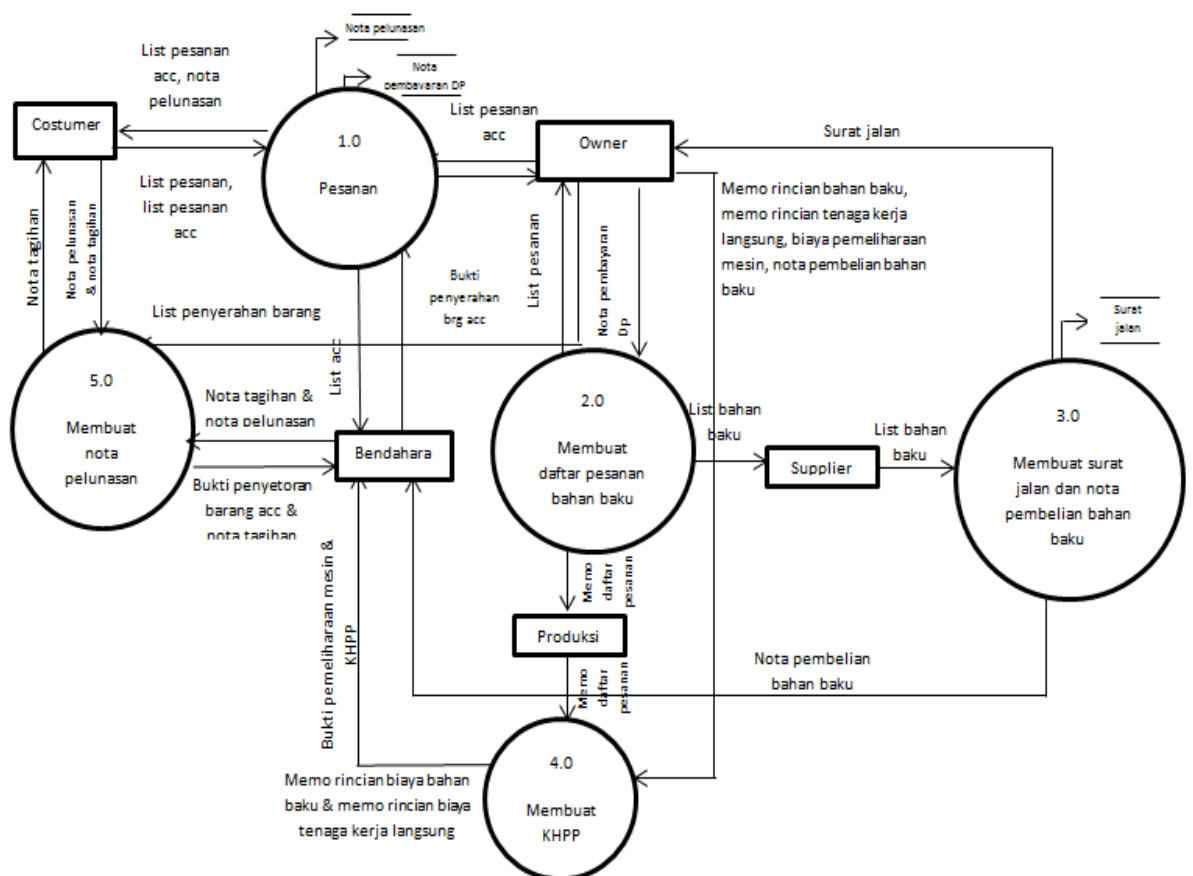 Nota pelunasan
Nota
pembavaran DP
List pesanan
acc, nota
pelunasan
List pesanan
acc
Costumer
1.0
Pesanan
Owner
Surat jalan
List pesanan,
list pesanan
acc
Memo rincian bahan baku,
memo rincian tenaga kerja
langsung, biaya pemeliharaan
mesin, nota pembelian bahan
baku
Nota tagihan
Nota pelunasan
& nota tagihan
List pesanan
Nota pembayaran
Dp
Bukti
penyerahan
brg acc
List penyerahan barang
List acc
Surat
jalan
5.0
Membuat
nota
pelunasan
Nota tagihan &
nota pelunasan
Bendahara
Bukti penyetoran
barang acc &
nota tagihan
2.0
Membuat
daftar pesanan
bahan baku
List bahan
baku
Supplier
List bahan
baku
3.0
Membuat surat
jalan dan nota
pembelian bahan
baku
Memo
daftar
pesanan
Produksi
Memo
daftar
pesanan
Bukti pemeliharaan mesin &
KHPP
Nota pembelian
bahan baku
4.0
Membuat
KHPP
Memo rincian biaya bahan
baku & memo rincian biaya
tenaga kerja langsung